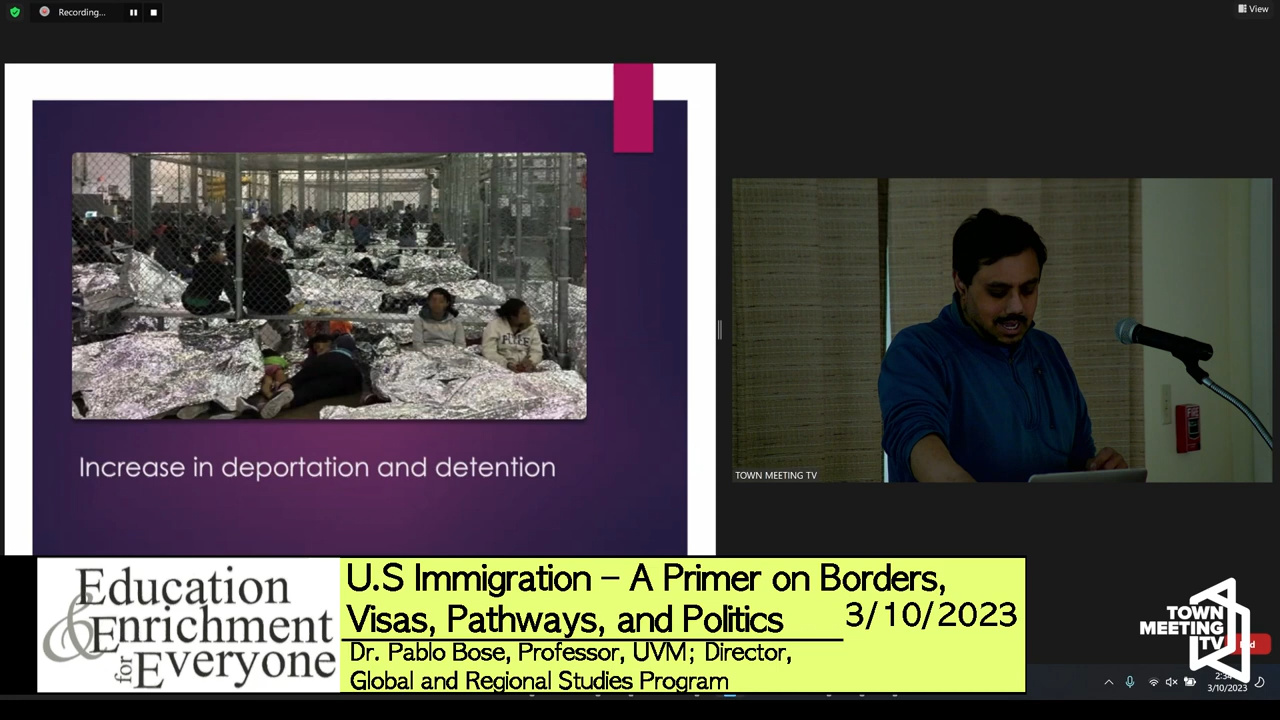 Recording...
View
Increase in deportation and detention
TOWN MEETING TV
Education
& Enrichment
for Everyone
U.S Immigration – A Primer on Borders,
Visas, Pathways, and Politics
3/10/2023
Dr. Pablo Bose, Professor, UVM; Director,
Global and Regional Studies Program
TOWN
MEETING
TV
3/10/2023